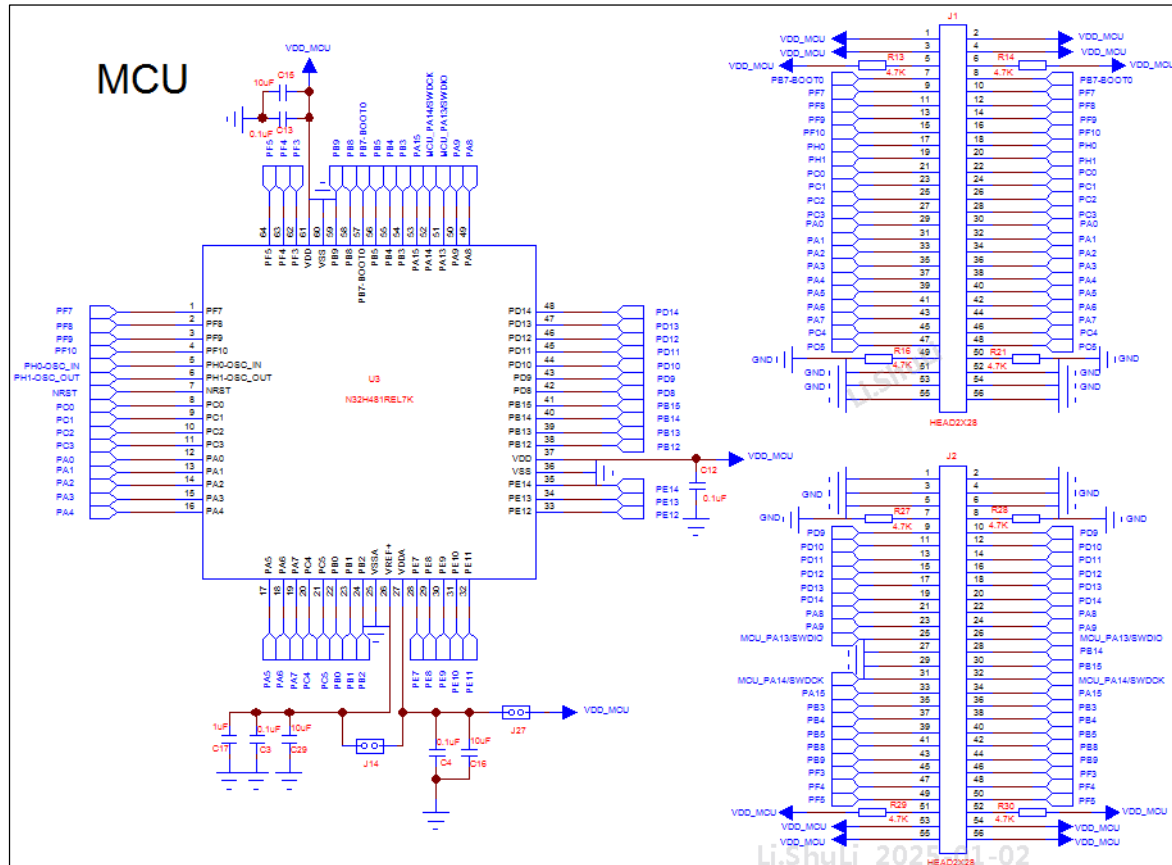 MCU
VDD_MCU
C15
10uF
0.1uF
C13
PF5
PF4
PF3
PB9
PB8
PB7-BOOT0
PB5
PB4
PB3
PA15
MCU_PA14/SWDCK
MCU_PA13/SWDIO
PA9
PA8
64 63 62 61 60 59 58 57 56 55 54 53 52 51 50 49
PF5 PF4 PF3 VDD VSS PB9 PB8 PB7-BOOT0 PB5 PB4 PB3 PA15 PA14 PA13 PA9 PA8
PF7 1 PF7
PF8 2 PF8
PF9 3 PF9
PF10 4 PF10
PH0-OSC_IN 5 PH0-OSC_IN
PH1-OSC_OUT 6 PH1-OSC_OUT
NRST 7 NRST
PC0 8 PC0
PC1 9 PC1
PC2 10 PC2
PC3 11 PC3
PA0 12 PA0
PA1 13 PA1
PA2 14 PA2
PA3 15 PA3
PA4 16 PA4
U3
N32H481REL7K
PD14 48 PD14
PD13 47 PD13
PD12 46 PD12
PD11 45 PD11
PD10 44 PD10
PD9 43 PD9
PD8 42 PD8
PB15 41 PB15
PB14 40 PB14
PB13 39 PB13
PB12 38 PB12
VDD 37
VSS 36
PE14 35 PE14
PE13 34 PE13
PE12 33 PE12
VDD_MCU
C12
0.1uF
PA5 PA6 PA7 PC4 PC5 PB0 PB1 PB2 VSSA VREF+ VDDA PE7 PE8 PE9 PE10 PE11
17 18 19 20 21 22 23 24 25 26 27 28 29 30 31 32
PA5 PA6 PA7 PC4 PC5 PB0 PB1 PB2 PE7 PE8 PE9 PE10 PE11
1uF
C17
0.1uF
C3
10uF
C29
J14
0.1uF
C4
10uF
C16
J27
VDD_MCU
J1
VDD_MCU 1 2 VDD_MCU
VDD_MCU 3 4 VDD_MCU
VDD_MCU R13 4.7K 5 6 R14 4.7K VDD_MCU
PB7-BOOT0 7 8 PB7-BOOT0
PF7 9 10 PF7
PF8 11 12 PF8
PF9 13 14 PF9
PF10 15 16 PF10
PH0 17 18 PH0
PH1 19 20 PH1
PC0 21 22 PC0
PC1 23 24 PC1
PC2 25 26 PC2
PC3 27 28 PC3
PA0 29 30 PA0
PA1 31 32 PA1
PA2 33 34 PA2
PA3 35 36 PA3
PA4 37 38 PA4
PA5 39 40 PA5
PA6 41 42 PA6
PA7 43 44 PA7
PC4 45 46 PC4
PC5 47 48 PC5
GND R16 4.7K 49 50 R21 4.7K GND
GND 51 52 GND
53 54
55 56
HEAD2X28
Li.ShuLi
J2
1 2
GND 3 4 GND
5 6
GND R27 4.7K 7 8 R28 4.7K GND
PD9 9 10 PD9
PD10 11 12 PD10
PD11 13 14 PD11
PD12 15 16 PD12
PD13 17 18 PD13
PD14 19 20 PD14
PA8 21 22 PA8
PA9 23 24 PA9
MCU_PA13/SWDIO 25 26 MCU_PA13/SWDIO
27 28 PB14
29 30 PB15
MCU_PA14/SWDCK 31 32 MCU_PA14/SWDCK
PA15 33 34 PA15
PB3 35 36 PB3
PB4 37 38 PB4
PB5 39 40 PB5
PB8 41 42 PB8
PB9 43 44 PB9
PF3 45 46 PF3
PF4 47 48 PF4
PF5 49 50 PF5
VDD_MCU R29 4.7K 51 52 R30 4.7K VDD_MCU
VDD_MCU 53 54 VDD_MCU
VDD_MCU 55 56 VDD_MCU
HEAD2X28
Li.ShuLi 2025-01-02